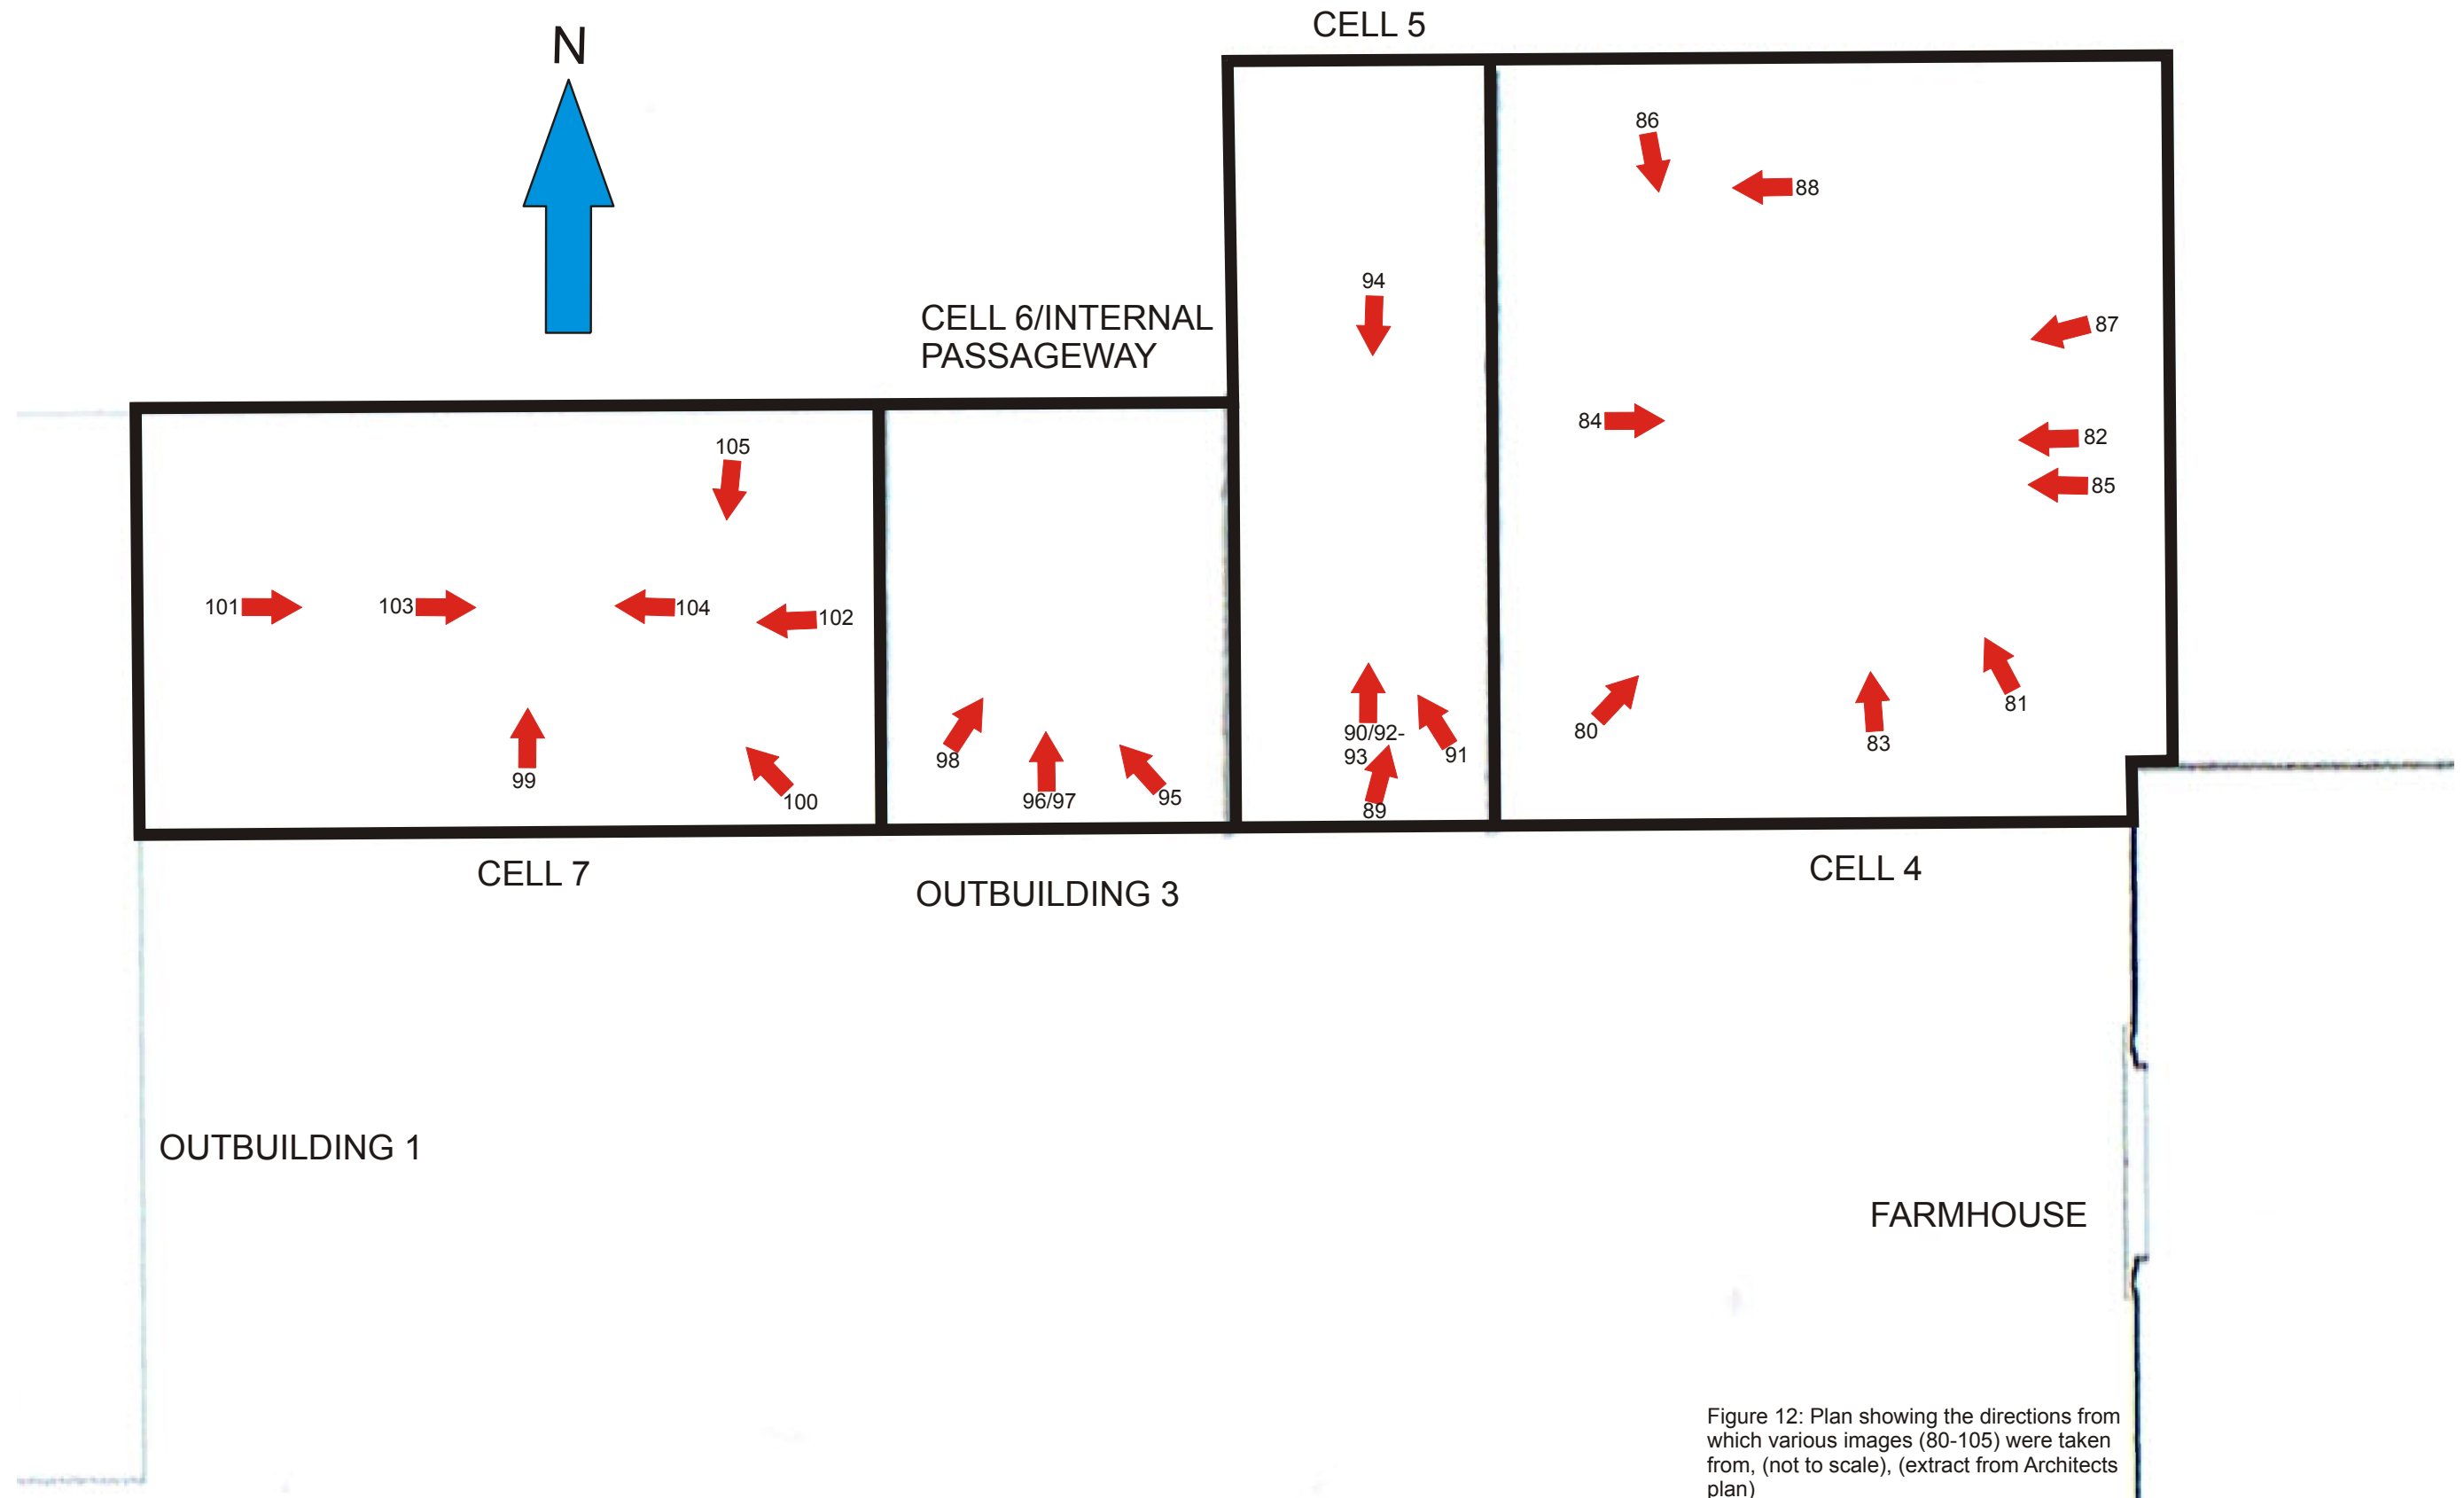 CELL 5
N
86
88
94
CELL 6/INTERNAL
PASSAGEWAY
87
84
82
85
105
101
103
104
102
81
80
83
90/92-
93
91
98
96/97
95
89
99
100
CELL 7
OUTBUILDING 3
CELL 4
OUTBUILDING 1
FARMHOUSE
Figure 12: Plan showing the directions from
which various images (80-105) were taken
from, (not to scale), (extract from Architects
plan)